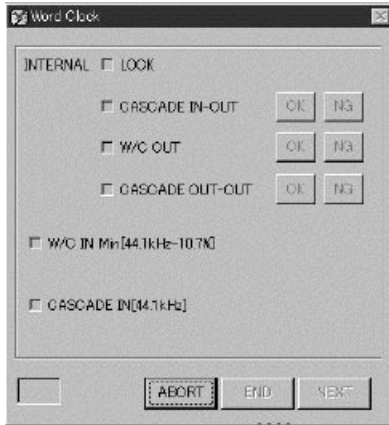 Word Clock
INTERNAL LOCK
CASCADE IN-OUT OK NG
W/C OUT OK NG
CASCADE OUT-OUT OK NG
W/C IN Min[44.1kHz-10.7%]
CASCADE IN[44.1kHz]
ABORT END NEXT